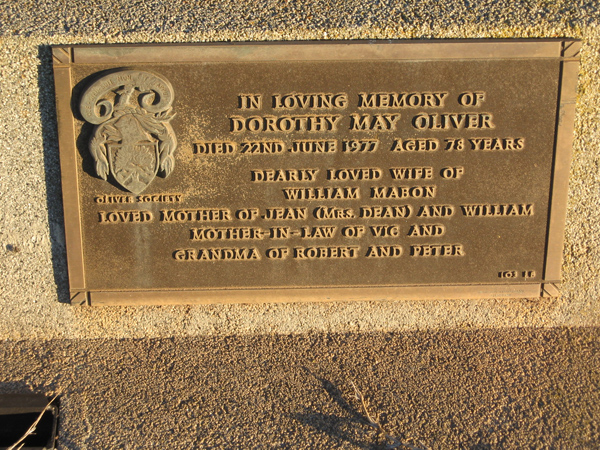 IN LOVING MEMORY OF
DOROTHY MAY OLIVER
DIED 22ND JUNE 1977 AGED 78 YEARS
DEARLY LOVED WIFE OF
WILLIAM MABON
OLIVER SOCIETY
LOVED MOTHER OF JEAN (MRS. DEAN) AND WILLIAM
MOTHER-IN-LAW OF VIC AND
GRANDMA OF ROBERT AND PETER